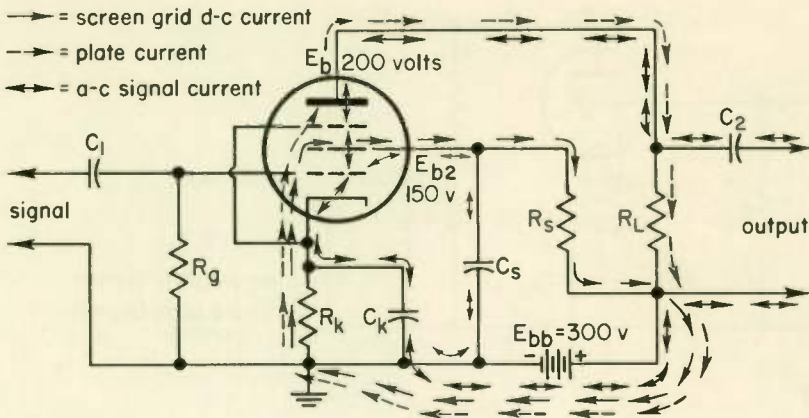 = screen grid d-c current
= plate current
= a-c signal current
E_b 200 volts
C_1
C_2
signal
E_b2
150 v
R_g
R_k
C_k
C_s
R_s
R_L
output
E_bb = 300 v
- +